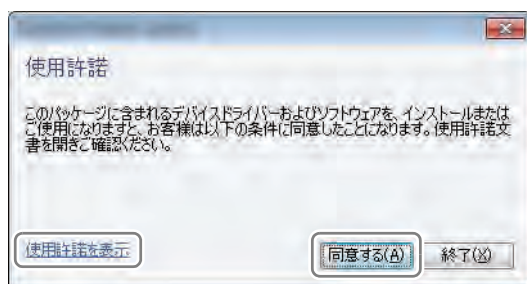 使用許諾
このパッケージに含まれるデバイスドライバーおよびソフトウェアを、インストールまたは
ご使用になりますと、お客様は以下の条件に同意したことになります。使用許諾文
書を開きご確認ください。
使用許諾を表示
同意する(A)
終了(X)